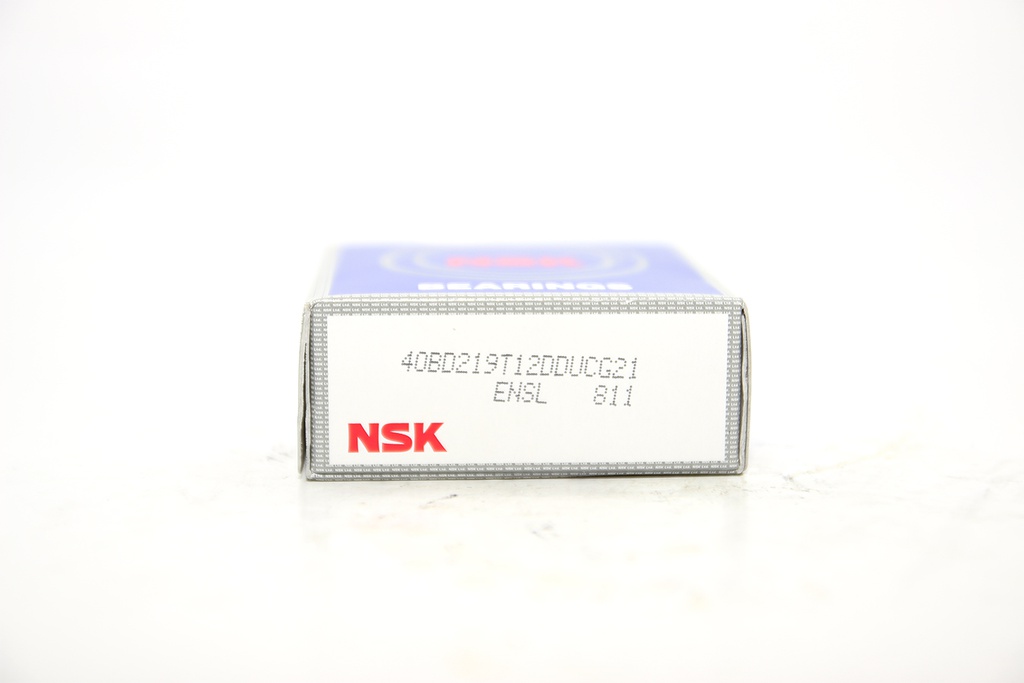 NSK
BEARINGS
40BD219T12DDUCG21
ENSL 811
NSK